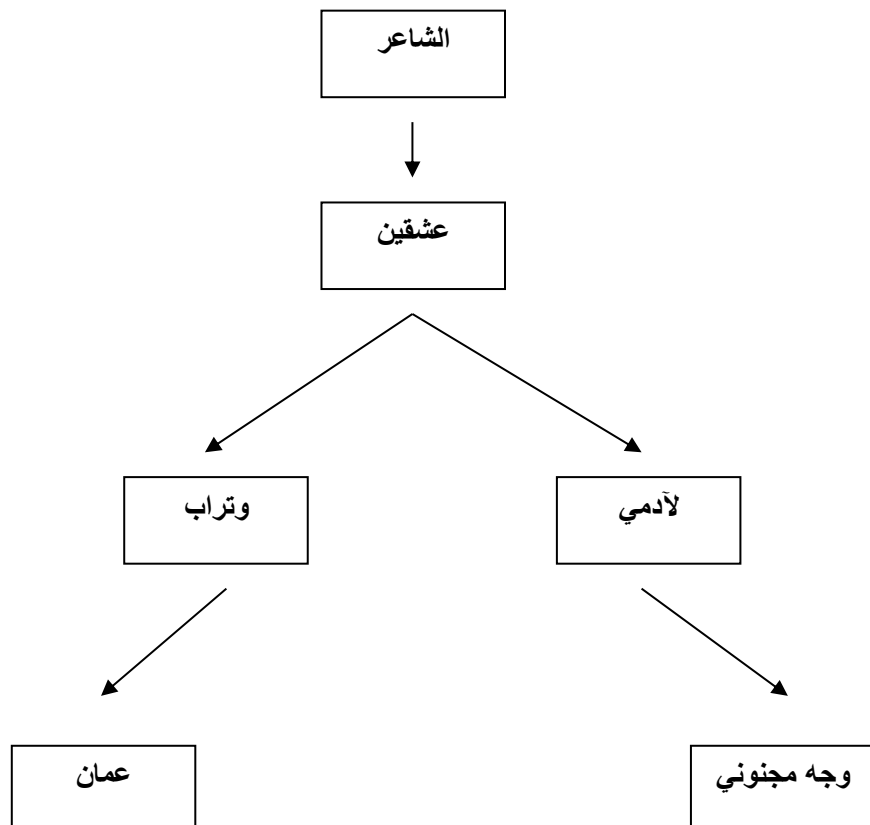 الشاعر
عشقين
لآدمي
وتراب
وجه مجنوني
عمان